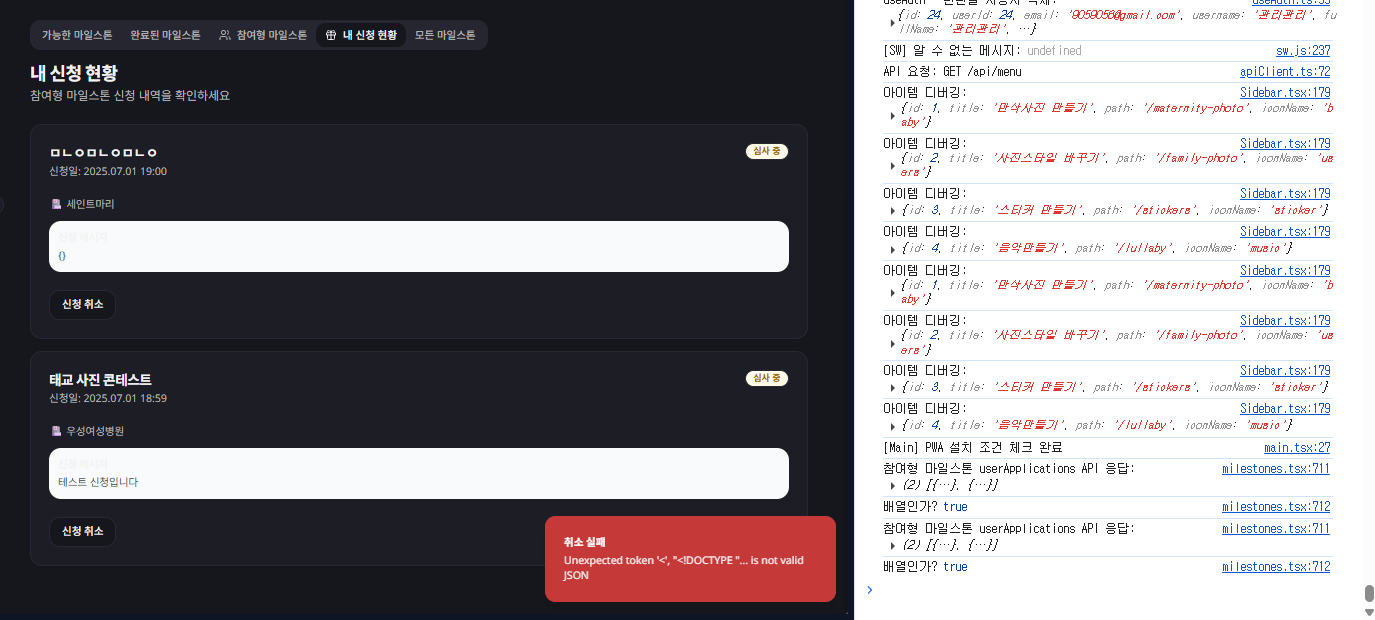 가능한 마일스톤 완료된 마일스톤 참여형 마일스톤 내 신청 현황 모든 마일스톤
내 신청 현황
참여형 마일스톤 신청 내역을 확인하세요
ㅁㄴㅇㅁㄴㅇㅁㄴㅇ
심사 중
신청일: 2025.07.01 19:00
세인트마리
신청 메시지
{}
신청 취소
태교 사진 콘테스트
심사 중
신청일: 2025.07.01 18:59
우성여성병원
신청 메시지
테스트 신청입니다
신청 취소
취소 실패
Unexpected token '<', "<!DOCTYPE "... is not valid
JSON
{id: 24, userId: 24, email: '9059056@gmail.com', username: '관리관리', fu
llName: '관리관리', …}
[SW] 알 수 없는 메시지: undefined sw.js:237
API 요청: GET /api/menu apiClient.ts:72
아이템 디버깅: Sidebar.tsx:179
{id: 1, title: '만삭사진 만들기', path: '/maternity-photo', iconName: 'b
aby'}
아이템 디버깅: Sidebar.tsx:179
{id: 2, title: '사진스타일 바꾸기', path: '/family-photo', iconName: 'us
ers'}
아이템 디버깅: Sidebar.tsx:179
{id: 3, title: '스티커 만들기', path: '/stickers', iconName: 'sticker'}
아이템 디버깅: Sidebar.tsx:179
{id: 4, title: '음악만들기', path: '/lullaby', iconName: 'music'}
아이템 디버깅: Sidebar.tsx:179
{id: 1, title: '만삭사진 만들기', path: '/maternity-photo', iconName: 'b
aby'}
아이템 디버깅: Sidebar.tsx:179
{id: 2, title: '사진스타일 바꾸기', path: '/family-photo', iconName: 'us
ers'}
아이템 디버깅: Sidebar.tsx:179
{id: 3, title: '스티커 만들기', path: '/stickers', iconName: 'sticker'}
아이템 디버깅: Sidebar.tsx:179
{id: 4, title: '음악만들기', path: '/lullaby', iconName: 'music'}
[Main] PWA 설치 조건 체크 완료 main.tsx:27
참여형 마일스톤 userApplications API 응답: milestones.tsx:711
(2) [{…}, {…}]
배열인가? true milestones.tsx:712
참여형 마일스톤 userApplications API 응답: milestones.tsx:711
(2) [{…}, {…}]
배열인가? true milestones.tsx:712